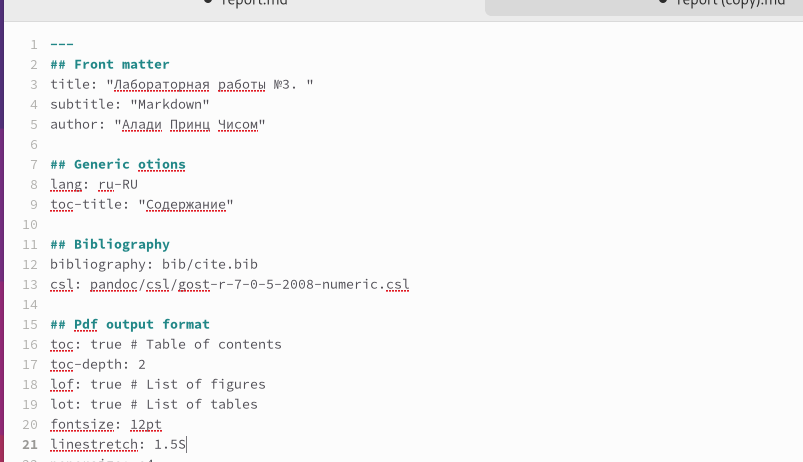 report.md
report (copy).md
1 ---
2 ## Front matter
3 title: "Лабораторная работы №3. "
4 subtitle: "Markdown"
5 author: "Алади Принц Чисом"
6
7 ## Generic otions
8 lang: ru-RU
9 toc-title: "Содержание"
10
11 ## Bibliography
12 bibliography: bib/cite.bib
13 csl: pandoc/csl/gost-r-7-0-5-2008-numeric.csl
14
15 ## Pdf output format
16 toc: true # Table of contents
17 toc-depth: 2
18 lof: true # List of figures
19 lot: true # List of tables
20 fontsize: 12pt
21 linestretch: 1.5S